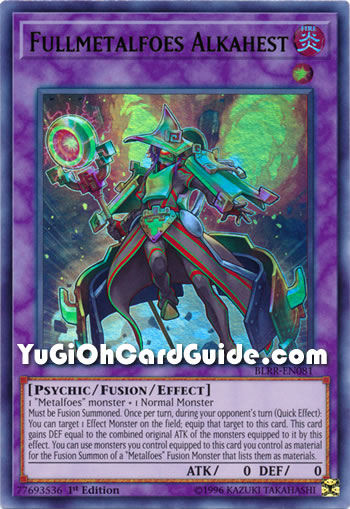 FULLMETALFOES ALKAHEST
FIRE
炎
YuGiOhCardGuide.com
BLRR-EN081
[PSYCHIC/FUSION/EFFECT]
1 "Metalfoes" monster + 1 Normal Monster
Must be Fusion Summoned. Once per turn, during your opponent's turn (Quick Effect):
You can target 1 Effect Monster on the field; equip that target to this card. This card
gains DEF equal to the combined original ATK of the monsters equipped to it by this
effect. You can use monsters you control equipped to this card you control as material
for the Fusion Summon of a "Metalfoes" Fusion Monster that lists them as materials.
ATK/ 0 DEF/ 0
77693536 1st Edition ©1996 KAZUKI TAKAHASHI